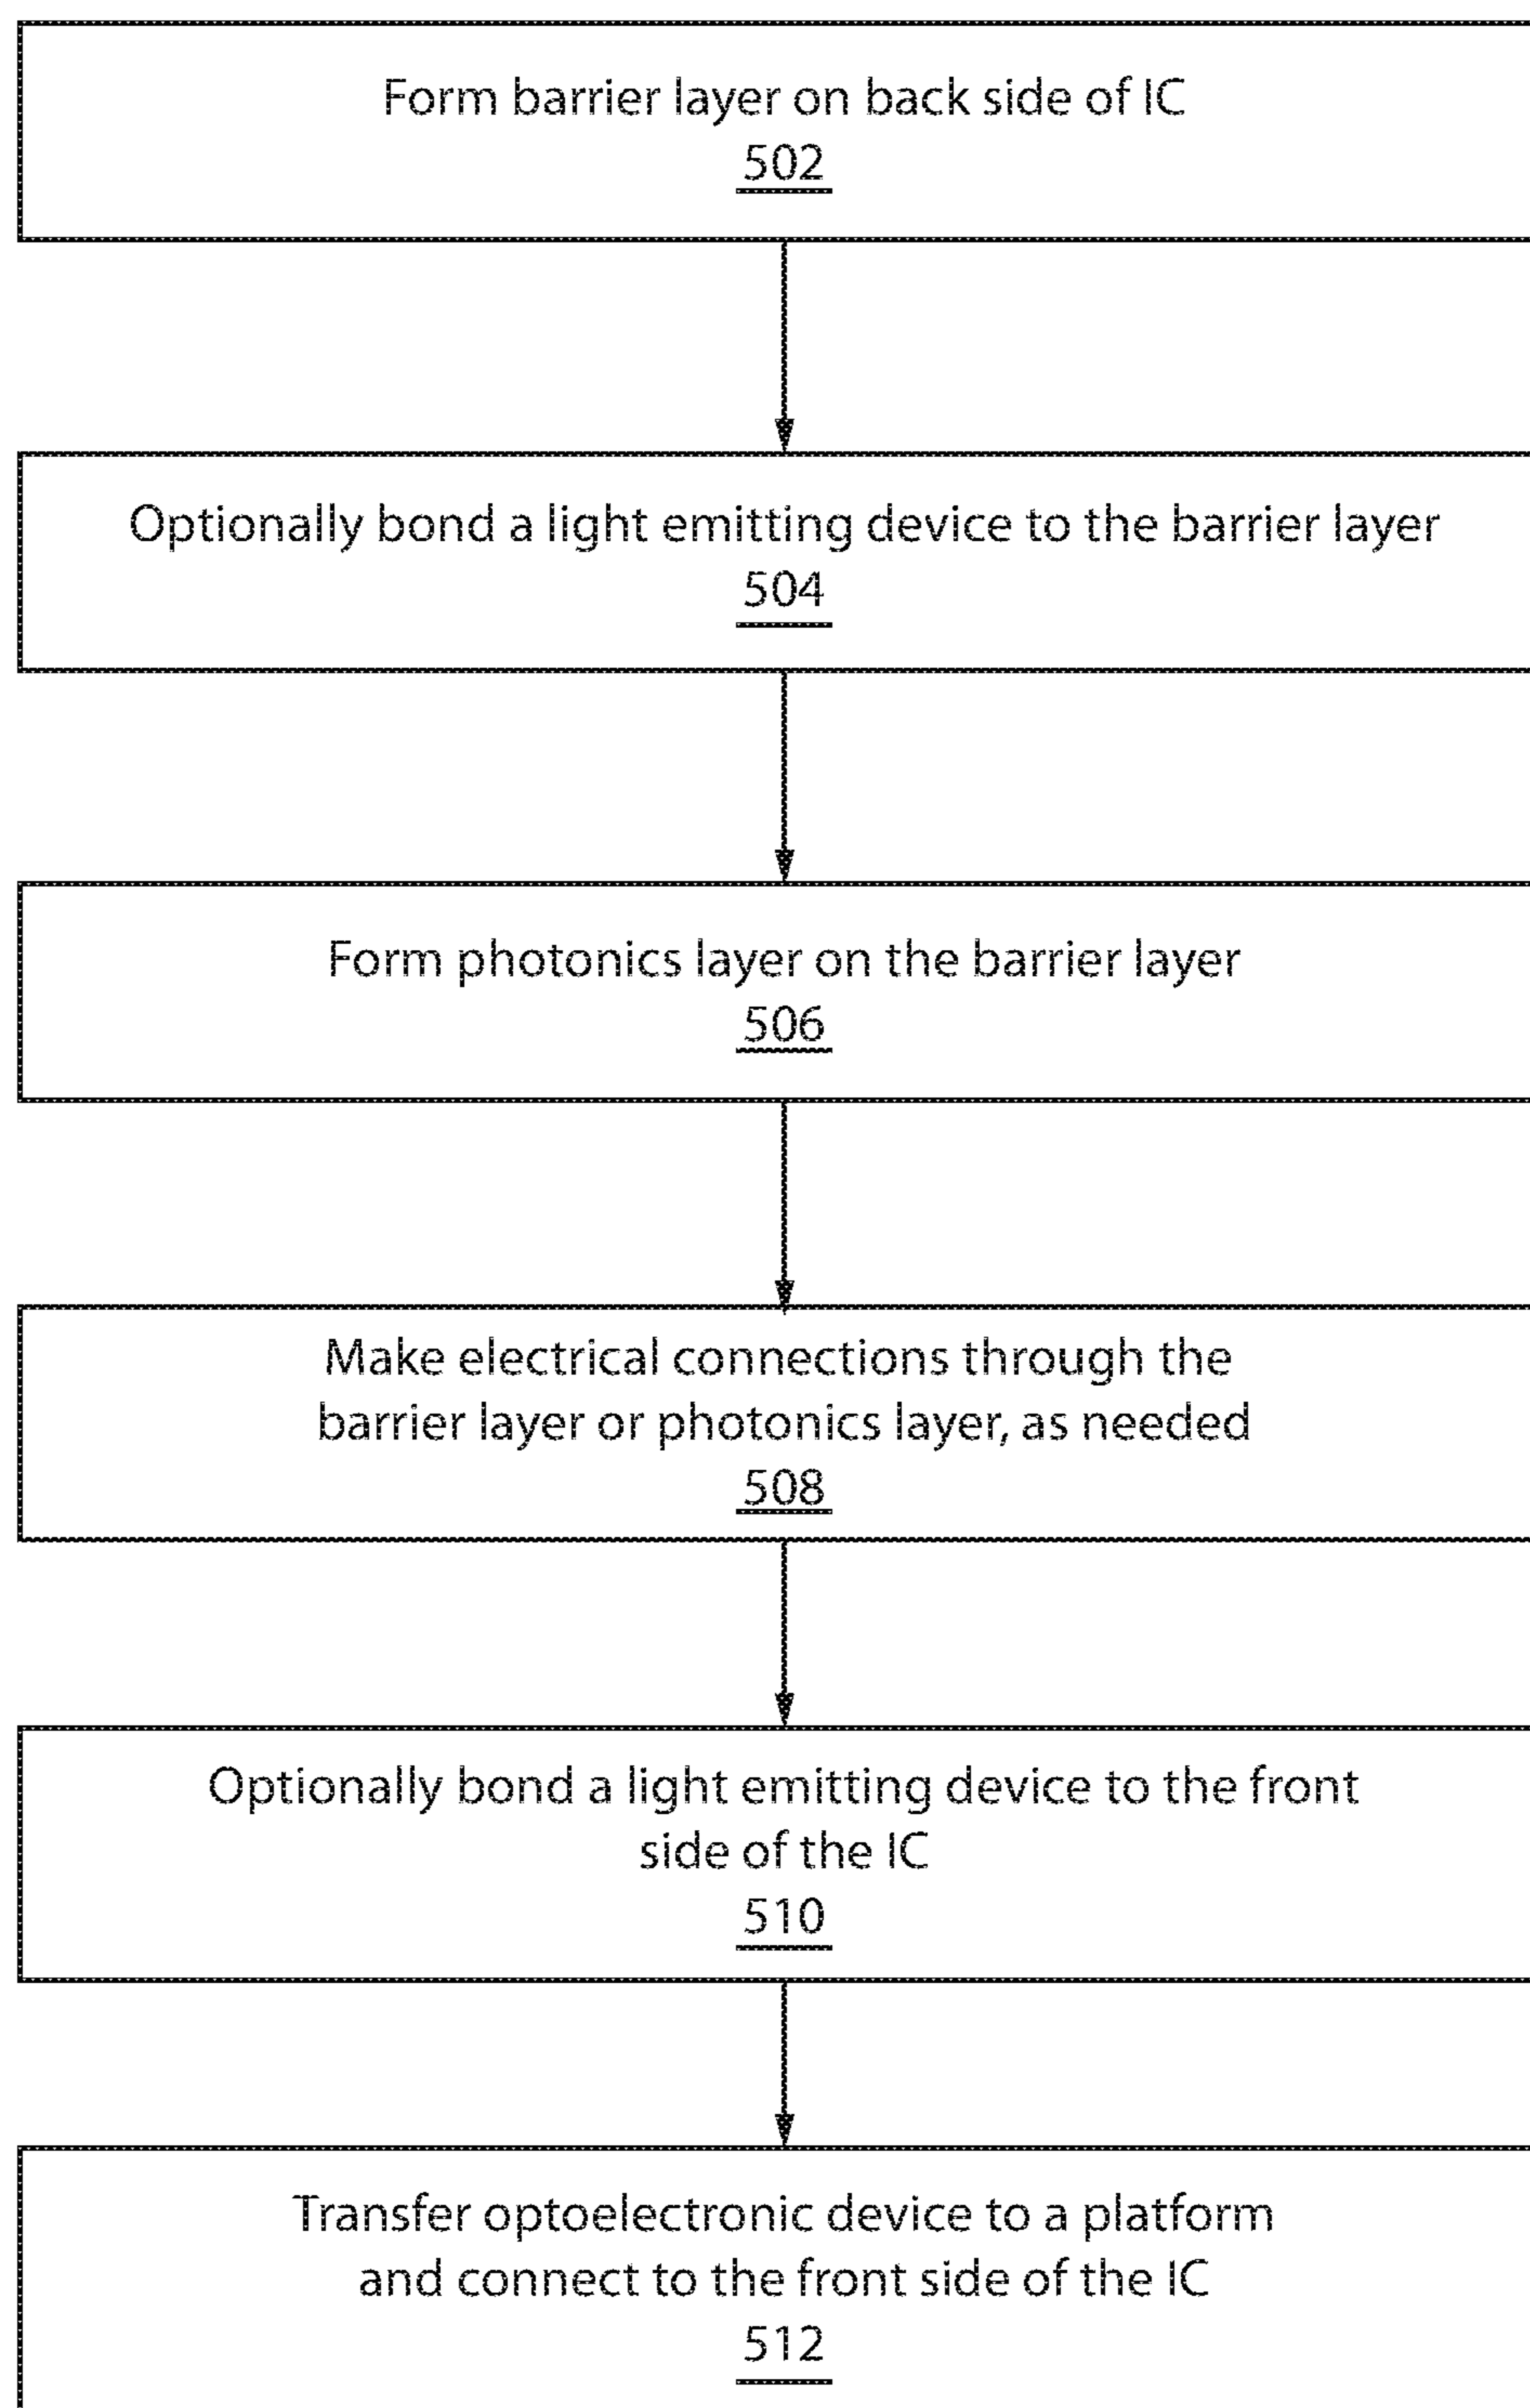 Form barrier layer on back side of IC
502
Optionally bond a light emitting device to the barrier layer
504
Form photonics layer on the barrier layer
506
Make electrical connections through the
barrier layer or photonics layer, as needed
508
Optionally bond a light emitting device to the front
side of the IC
510
Transfer optoelectronic device to a platform
and connect to the front side of the IC
512